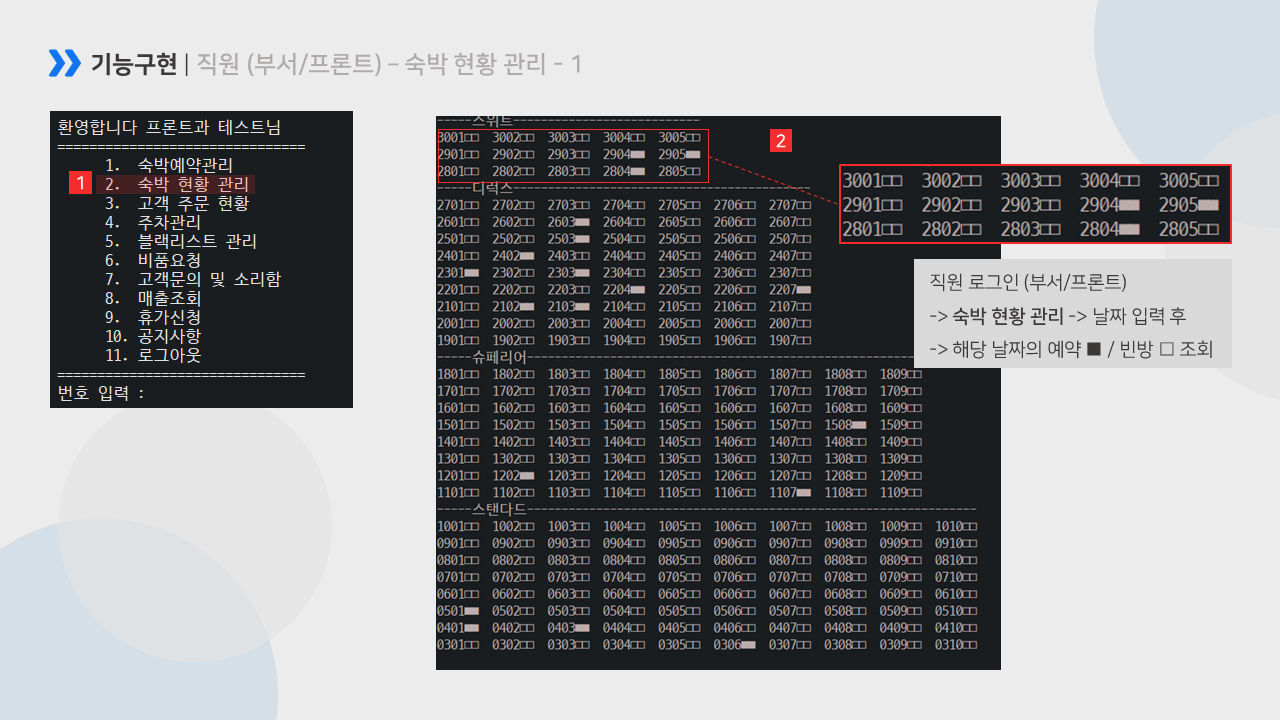 기능구현 | 직원 (부서/프론트) – 숙박 현황 관리 - 1
환영합니다 프론트과 테스트님
===============================
1. 숙박예약관리
1
2. 숙박 현황 관리
3. 고객 주문 현황
4. 주차관리
5. 블랙리스트 관리
6. 비품요청
7. 고객문의 및 소리함
8. 매출조회
9. 휴가신청
10. 공지사항
11. 로그아웃
===============================
번호 입력 :
-----스위트--------------------------
3001□□ 3002□□ 3003□□ 3004□□ 3005□□
2901□□ 2902□□ 2903□□ 2904■■ 2905■■
2801□□ 2802□□ 2803□□ 2804■■ 2805□□
-----디럭스-------------------------------------------
2701□□ 2702□□ 2703□□ 2704□□ 2705□□ 2706□□ 2707□□
2601□□ 2602□□ 2603■■ 2604□□ 2605□□ 2606□□ 2607□□
2501□□ 2502□□ 2503■■ 2504□□ 2505□□ 2506□□ 2507□□
2401□□ 2402■■ 2403□□ 2404□□ 2405□□ 2406□□ 2407□□
2301■■ 2302□□ 2303■■ 2304□□ 2305□□ 2306□□ 2307□□
2201□□ 2202□□ 2203□□ 2204■■ 2205□□ 2206□□ 2207■■
2101□□ 2102■■ 2103■■ 2104□□ 2105□□ 2106□□ 2107□□
2001□□ 2002□□ 2003□□ 2004□□ 2005□□ 2006□□ 2007□□
1901□□ 1902□□ 1903□□ 1904□□ 1905□□ 1906□□ 1907□□
-----슈페리어---------------------------------------------------------
1801□□ 1802□□ 1803□□ 1804□□ 1805□□ 1806□□ 1807□□ 1808□□ 1809□□
1701□□ 1702□□ 1703□□ 1704□□ 1705□□ 1706□□ 1707□□ 1708□□ 1709□□
1601□□ 1602□□ 1603□□ 1604□□ 1605□□ 1606□□ 1607□□ 1608□□ 1609□□
1501□□ 1502□□ 1503□□ 1504□□ 1505□□ 1506□□ 1507□□ 1508■■ 1509□□
1401□□ 1402□□ 1403□□ 1404□□ 1405□□ 1406□□ 1407□□ 1408□□ 1409□□
1301□□ 1302□□ 1303□□ 1304□□ 1305□□ 1306□□ 1307□□ 1308□□ 1309□□
1201□□ 1202■■ 1203□□ 1204□□ 1205□□ 1206□□ 1207□□ 1208□□ 1209□□
1101□□ 1102□□ 1103□□ 1104□□ 1105□□ 1106□□ 1107■■ 1108□□ 1109□□
-----스탠다드-----------------------------------------------------------------
1001□□ 1002□□ 1003□□ 1004□□ 1005□□ 1006□□ 1007□□ 1008□□ 1009□□ 1010□□
0901□□ 0902□□ 0903□□ 0904□□ 0905□□ 0906□□ 0907□□ 0908□□ 0909□□ 0910□□
0801□□ 0802□□ 0803□□ 0804□□ 0805□□ 0806□□ 0807□□ 0808□□ 0809□□ 0810□□
0701□□ 0702□□ 0703□□ 0704□□ 0705□□ 0706□□ 0707□□ 0708□□ 0709□□ 0710□□
0601□□ 0602□□ 0603□□ 0604□□ 0605□□ 0606□□ 0607□□ 0608□□ 0609□□ 0610□□
0501■■ 0502□□ 0503□□ 0504□□ 0505□□ 0506□□ 0507□□ 0508□□ 0509□□ 0510□□
0401■■ 0402□□ 0403■■ 0404□□ 0405□□ 0406□□ 0407□□ 0408□□ 0409□□ 0410□□
0301□□ 0302□□ 0303□□ 0304□□ 0305□□ 0306■■ 0307□□ 0308□□ 0309□□ 0310□□
2
3001□□ 3002□□ 3003□□ 3004□□ 3005□□
2901□□ 2902□□ 2903□□ 2904■■ 2905■■
2801□□ 2802□□ 2803□□ 2804■■ 2805□□
직원 로그인 (부서/프론트)
-> 숙박 현황 관리 -> 날짜 입력 후
-> 해당 날짜의 예약 ■ / 빈방 □ 조회